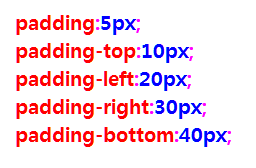 padding:5px;
padding-top:10px;
padding-left:20px;
padding-right:30px;
padding-bottom:40px;